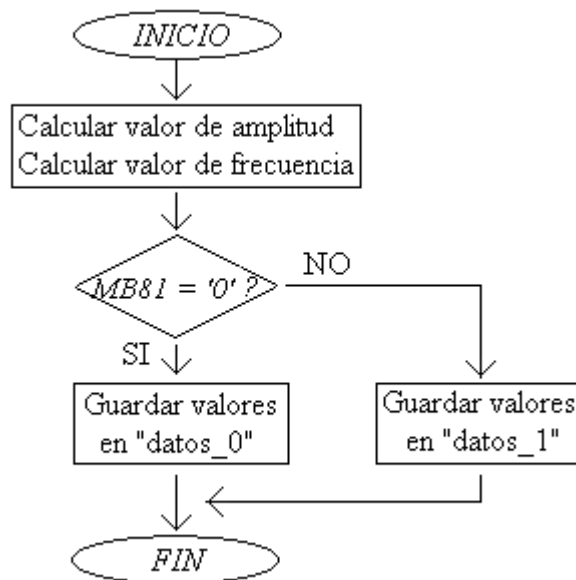 INICIO
Calcular valor de amplitud
Calcular valor de frecuencia
MB81 = '0' ?
NO
SI
Guardar valores
en "datos_0"
Guardar valores
en "datos_1"
FIN